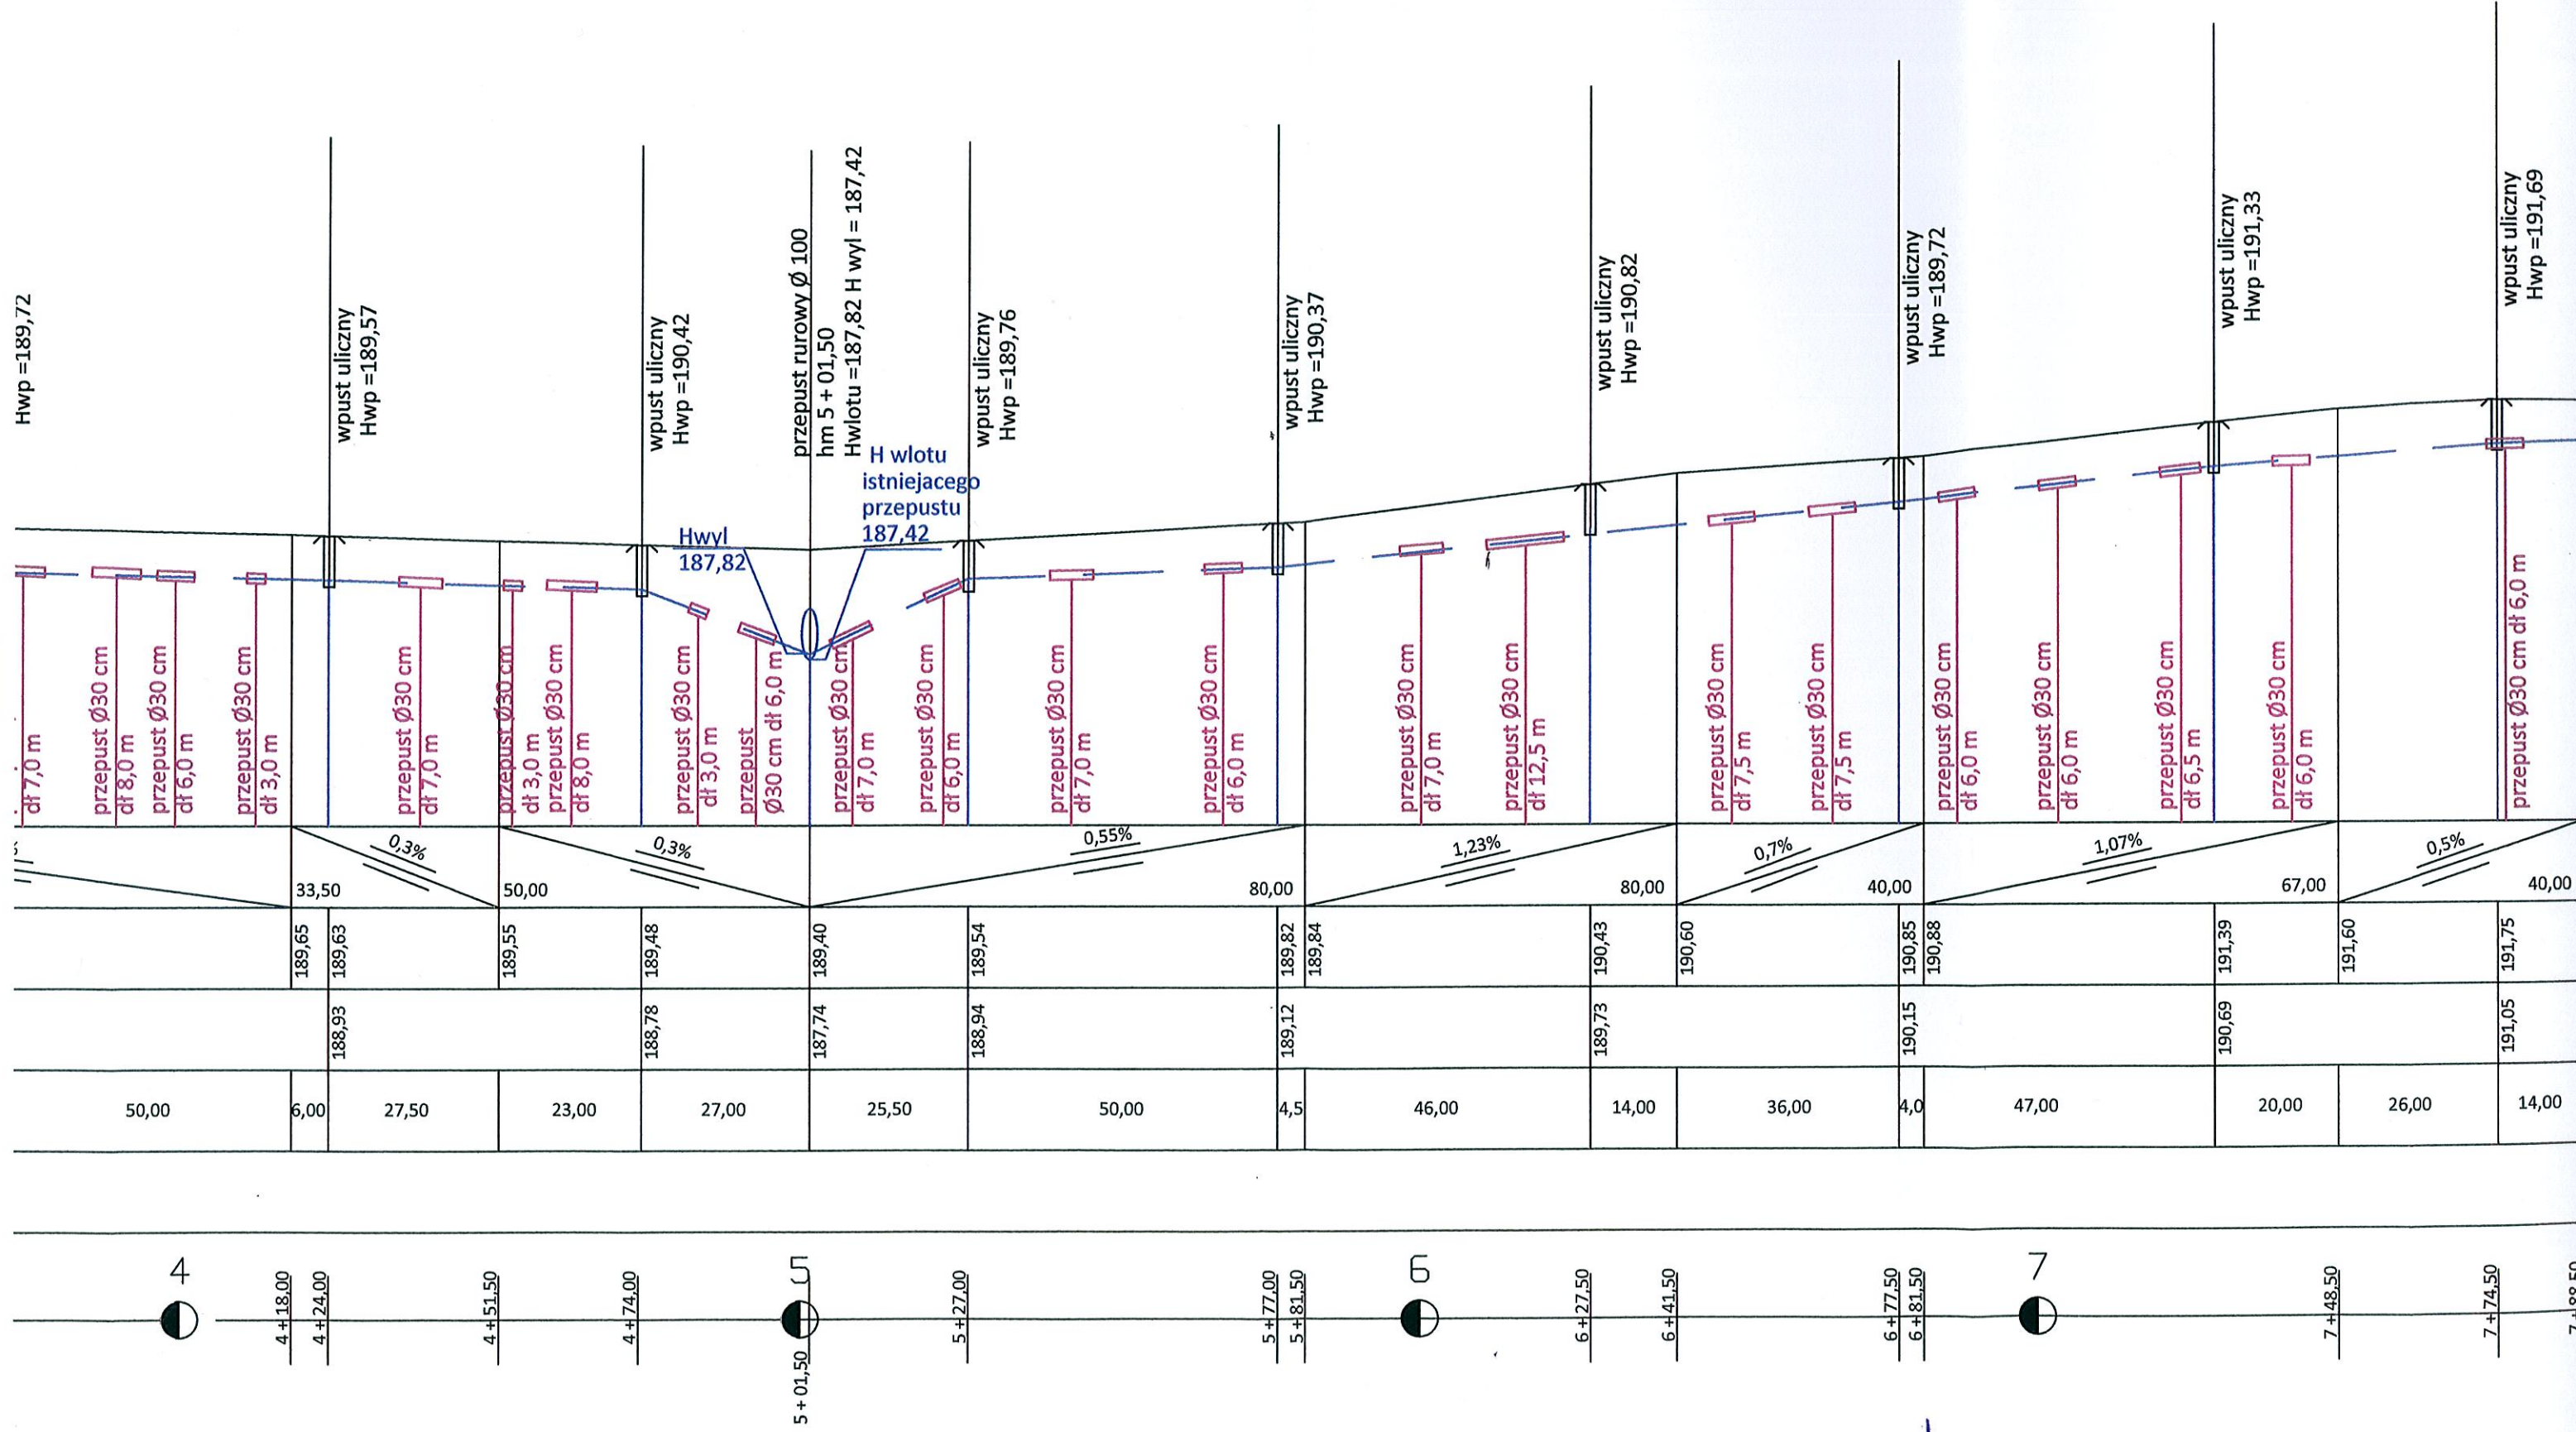 Hwp =189,72
wpust uliczny
Hwp =189,57
wpust uliczny
Hwp =190,42
przepust rurowy Ø 100
hm 5 + 01,50
Hwlotu =187,82 H wyl = 187,42
wpust uliczny
Hwp =189,76
wpust uliczny
Hwp =190,37
wpust uliczny
Hwp =190,82
wpust uliczny
Hwp =189,72
wpust uliczny
Hwp =191,33
wpust uliczny
Hwp =191,69
Hwyl
187,82
H wlotu
istniejacego
przepustu
187,42
dł 7,0 m
przepust Ø30 cm
dł 8,0 m
przepust Ø30 cm
dł 6,0 m
przepust Ø30 cm
dł 3,0 m
przepust Ø30 cm
dł 7,0 m
przepust Ø30 cm
dł 3,0 m
przepust Ø30 cm
dł 8,0 m
przepust Ø30 cm
dł 3,0 m
przepust
Ø30 cm dł 6,0 m
przepust Ø30 cm
dł 7,0 m
przepust Ø30 cm
dł 6,0 m
przepust Ø30 cm
dł 7,0 m
przepust Ø30 cm
dł 6,0 m
przepust Ø30 cm
dł 7,0 m
przepust Ø30 cm
dł 12,5 m
przepust Ø30 cm
dł 7,5 m
przepust Ø30 cm
dł 7,5 m
przepust Ø30 cm
dł 6,0 m
przepust Ø30 cm
dł 6,0 m
przepust Ø30 cm
dł 6,5 m
przepust Ø30 cm
dł 6,0 m
przepust Ø30 cm dł 6,0 m
0,3% 0,3% 0,55% 1,23% 0,7% 1,07% 0,5%
33,50 50,00 80,00 80,00 40,00 67,00 40,00
189,65 189,63 189,55 189,48 189,40 189,54 189,82 189,84 190,43 190,60 190,85 190,88 191,39 191,60 191,75
188,93 188,78 187,74 188,94 189,12 189,73 190,15 190,69 191,05
50,00 6,00 27,50 23,00 27,00 25,50 50,00 4,5 46,00 14,00 36,00 4,0 47,00 20,00 26,00 14,00
4 5 6 7
4 +18,00 4 +24,00 4 +51,50 4 +74,00 5 + 01,50 5 +27,00 5 +77,00 5 +81,50 6 +27,50 6 +41,50 6 +77,50 6 +81,50 7 +48,50 7 +74,50